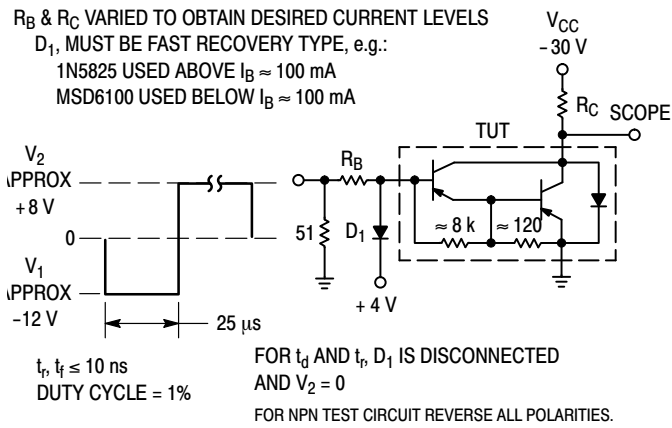 R_B & R_C VARIED TO OBTAIN DESIRED CURRENT LEVELS
D_1, MUST BE FAST RECOVERY TYPE, e.g.:
1N5825 USED ABOVE I_B ≈ 100 mA
MSD6100 USED BELOW I_B ≈ 100 mA
V_CC
-30 V
R_C
SCOPE
TUT
R_B
V_2
APPROX
+8 V
0
51
D_1
≈ 8 k
≈ 120
V_1
APPROX
-12 V
+ 4 V
25 μs
t_r, t_f ≤ 10 ns
DUTY CYCLE = 1%
FOR t_d AND t_r, D_1 IS DISCONNECTED
AND V_2 = 0
FOR NPN TEST CIRCUIT REVERSE ALL POLARITIES.